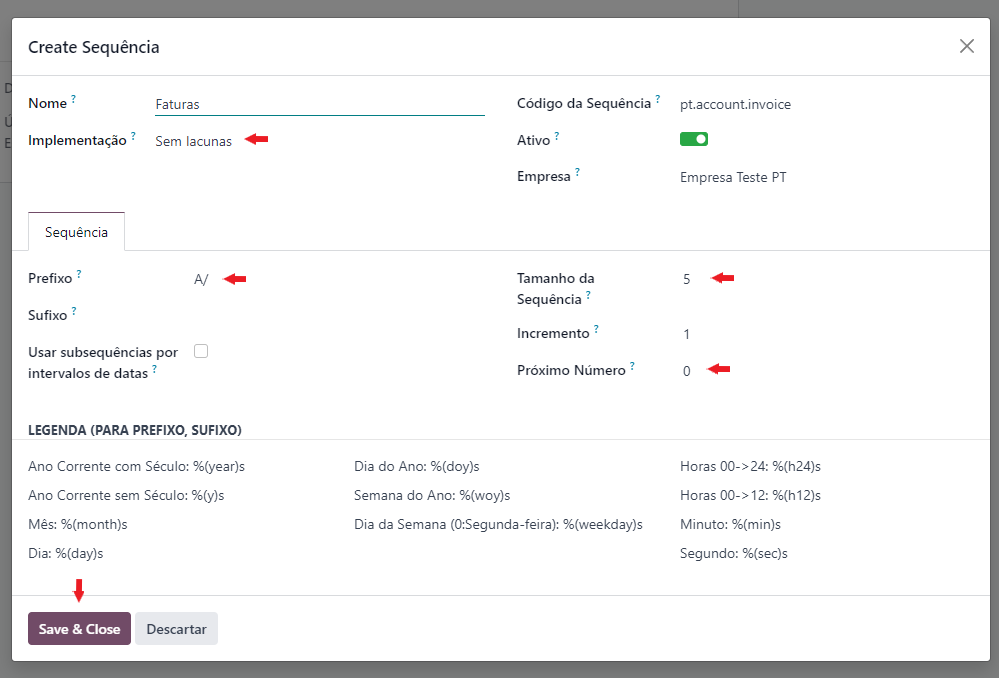 Create Sequência
Nome ?
Faturas
Código da Sequência ?
pt.account.invoice
Implementação ?
Sem lacunas
Ativo ?
Empresa ?
Empresa Teste PT
Sequência
Prefixo ?
A/
Tamanho da
Sequência ?
5
Sufixo ?
Incremento ?
1
Usar subsequências por
intervalos de datas ?
Próximo Número ?
0
LEGENDA (PARA PREFIXO, SUFIXO)
Ano Corrente com Século: %(year)s
Dia do Ano: %(doy)s
Horas 00->24: %(h24)s
Ano Corrente sem Século: %(y)s
Semana do Ano: %(woy)s
Horas 00->12: %(h12)s
Mês: %(month)s
Dia da Semana (0:Segunda-feira): %(weekday)s
Minuto: %(min)s
Dia: %(day)s
Segundo: %(sec)s
Save & Close
Descartar